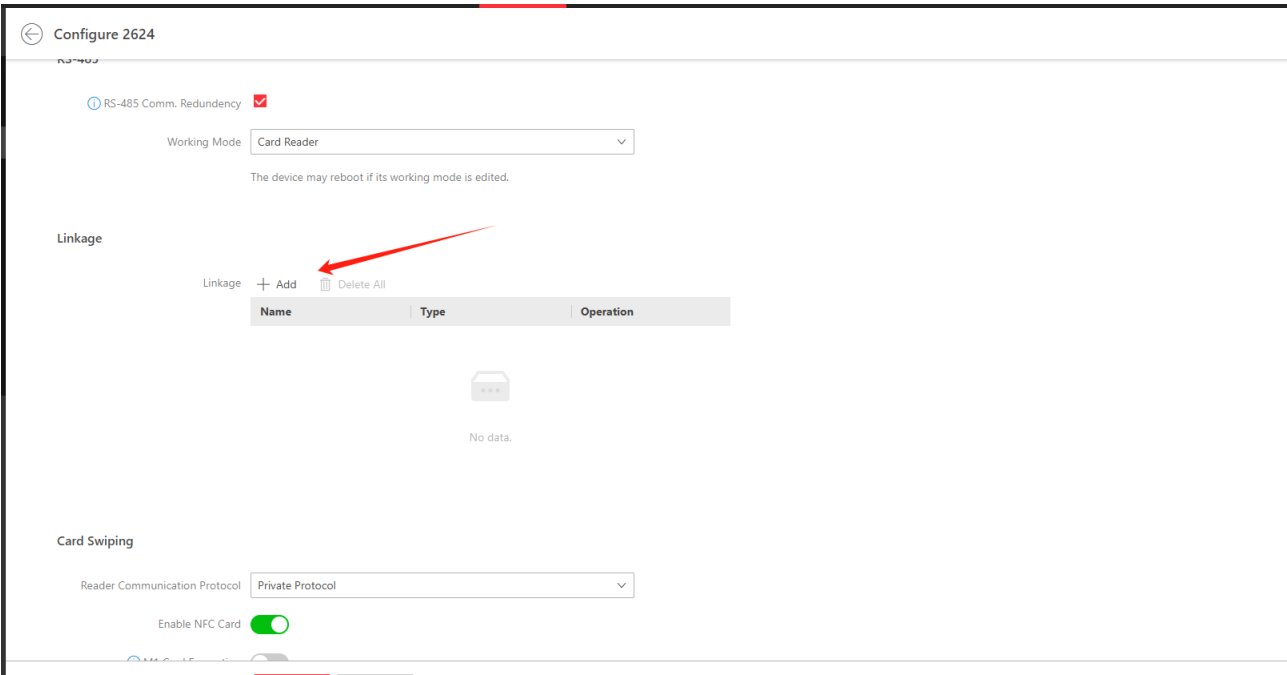 Configure 2624
RS-485
RS-485 Comm. Redundency
Working Mode Card Reader
The device may reboot if its working mode is edited.
Linkage
Linkage Add Delete All
Name Type Operation
No data.
Card Swiping
Reader Communication Protocol Private Protocol
Enable NFC Card